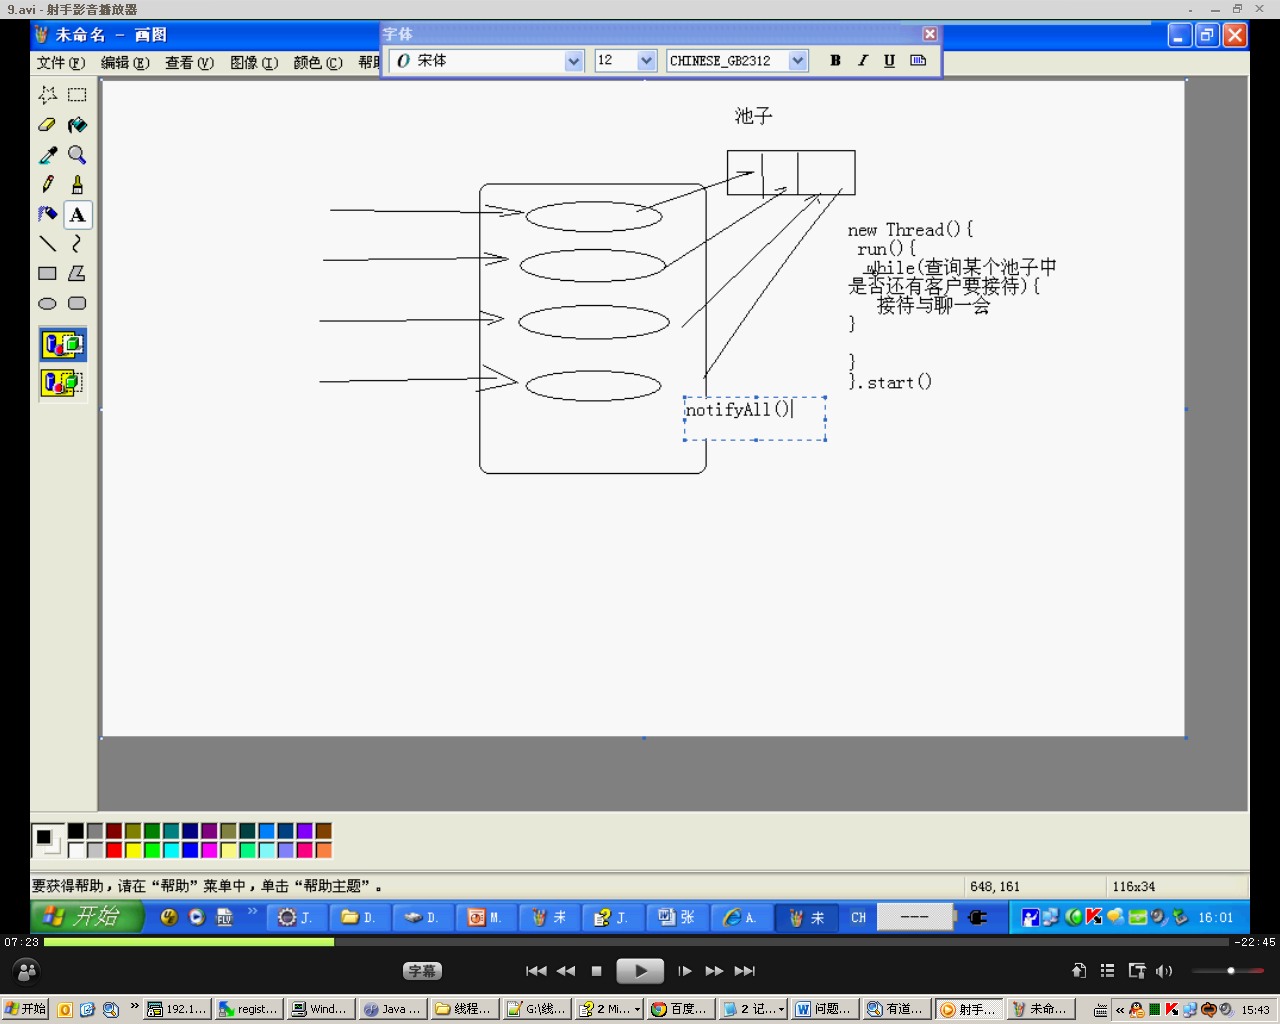 9.avi - 射手影音播放器
未命名 - 画图
字体
文件(F) 编辑(E) 查看(V) 图像(I) 颜色(C) 帮
宋体 12 CHINESE_GB2312 B I U
A
池子
new Thread(){
run(){
while(查询某个池子中
是否还有客户要接待){
接待与聊一会
}
}
}.start()
notifyAll()
要获得帮助，请在“帮助”菜单中，单击“帮助主题”。
648,161
116x34
开始 » J. D. D. M. 未 J. 张 A. 未 CH --- 16:01
07:23
-22:45
字幕
开始 » 192.1... regist... Wind... Java ... 线程... G:\线... 2 Mi... 百度... 2 记... 问题... 有道... 射手... 未命... « 15:43